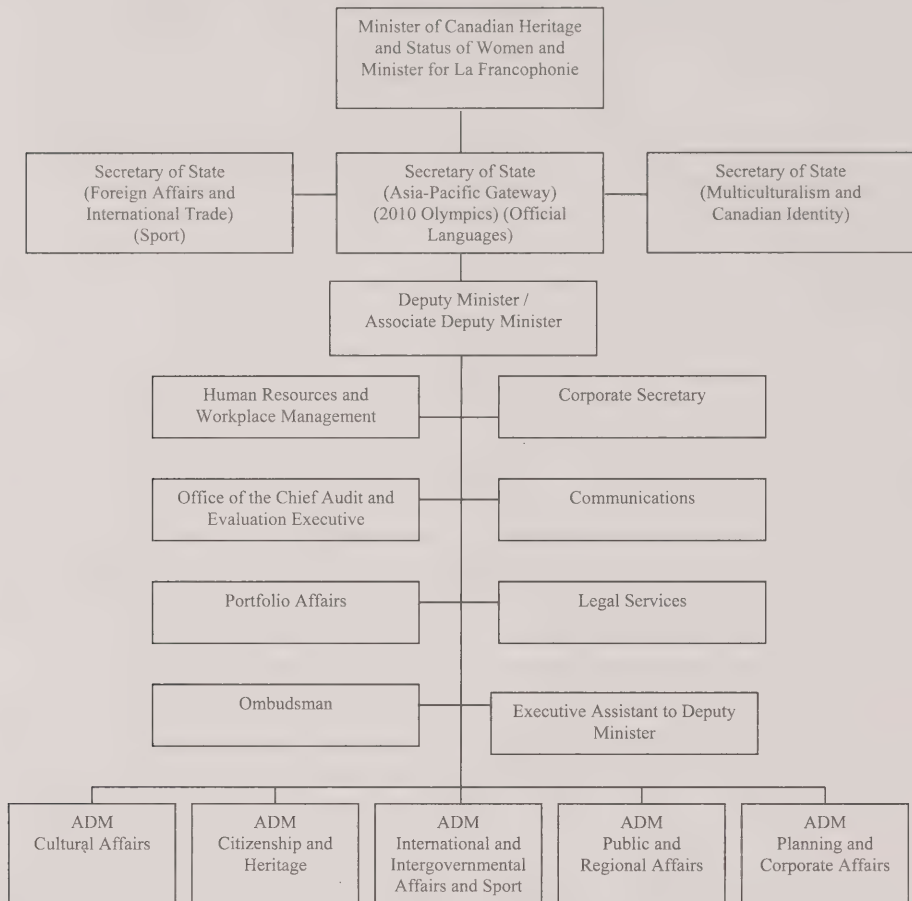 Minister of Canadian Heritage
and Status of Women and
Minister for La Francophonie
Secretary of State
(Foreign Affairs and
International Trade)
(Sport)
Secretary of State
(Asia-Pacific Gateway)
(2010 Olympics) (Official
Languages)
Secretary of State
(Multiculturalism and
Canadian Identity)
Deputy Minister /
Associate Deputy Minister
Human Resources and
Workplace Management
Corporate Secretary
Office of the Chief Audit and
Evaluation Executive
Communications
Portfolio Affairs
Legal Services
Ombudsman
Executive Assistant to Deputy
Minister
ADM
Cultural Affairs
ADM
Citizenship and
Heritage
ADM
International and
Intergovernmental
Affairs and Sport
ADM
Public and
Regional Affairs
ADM
Planning and
Corporate Affairs